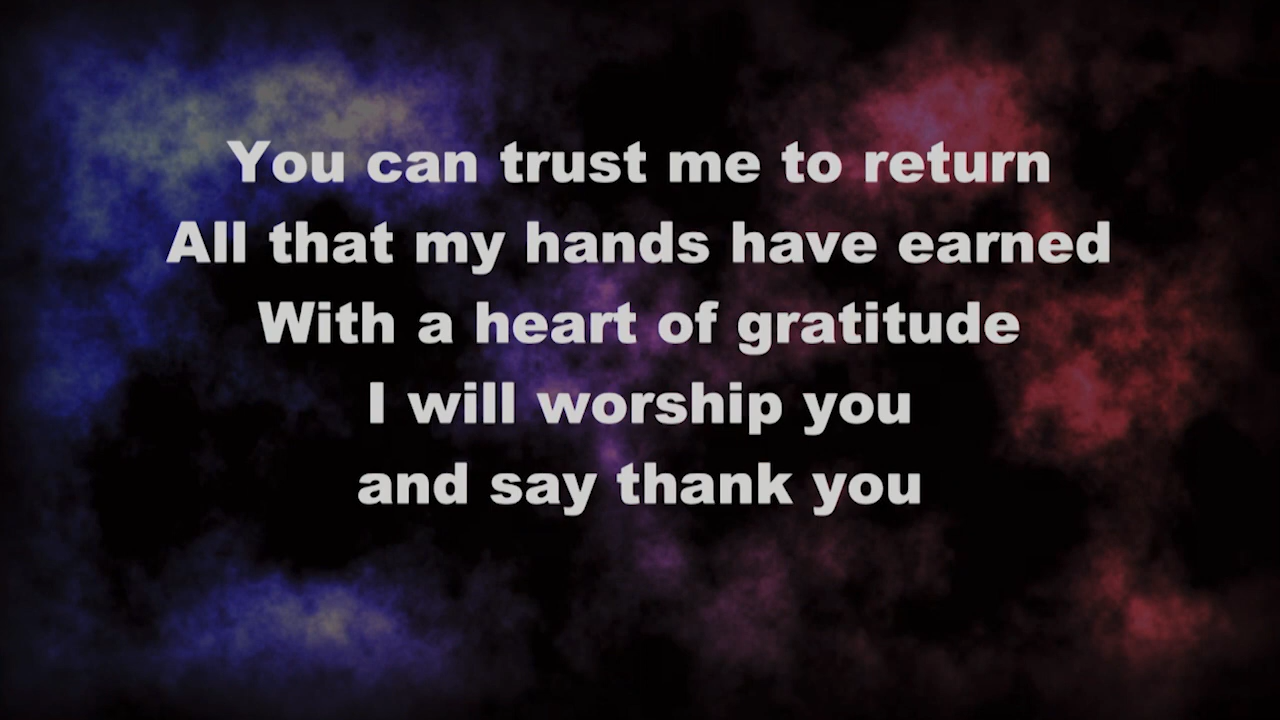 You can trust me to return
All that my hands have earned
With a heart of gratitude
I will worship you
and say thank you